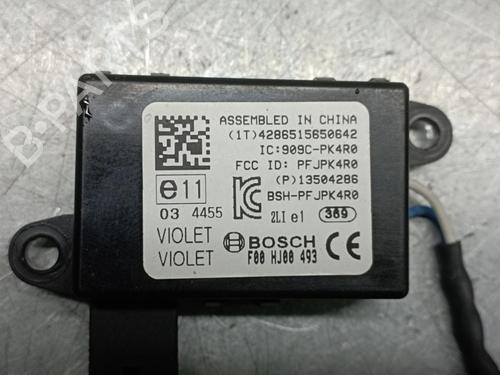 ASSEMBLED IN CHINA
(1T)4286515650642
IC:909C-PK4R0
FCC ID: PFJPK4R0
(P)13504286
BSH-PFJPK4R0
e11
03 4455
2LI e1
389
VIOLET
VIOLET
BOSCH
F00 HJ00 493
CE
B-PARTS